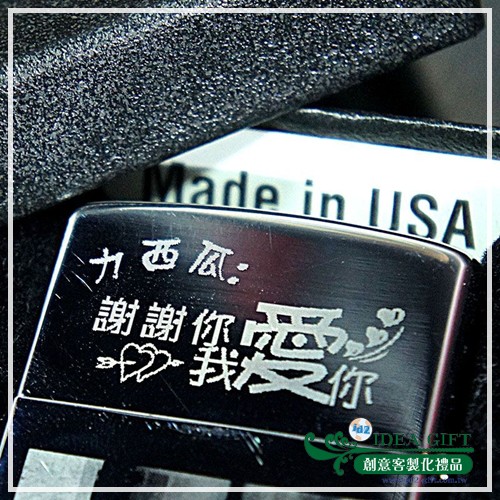 Made in USA
力西瓜:
謝謝你
我愛你
IDEA GIFT
創意客製化禮品